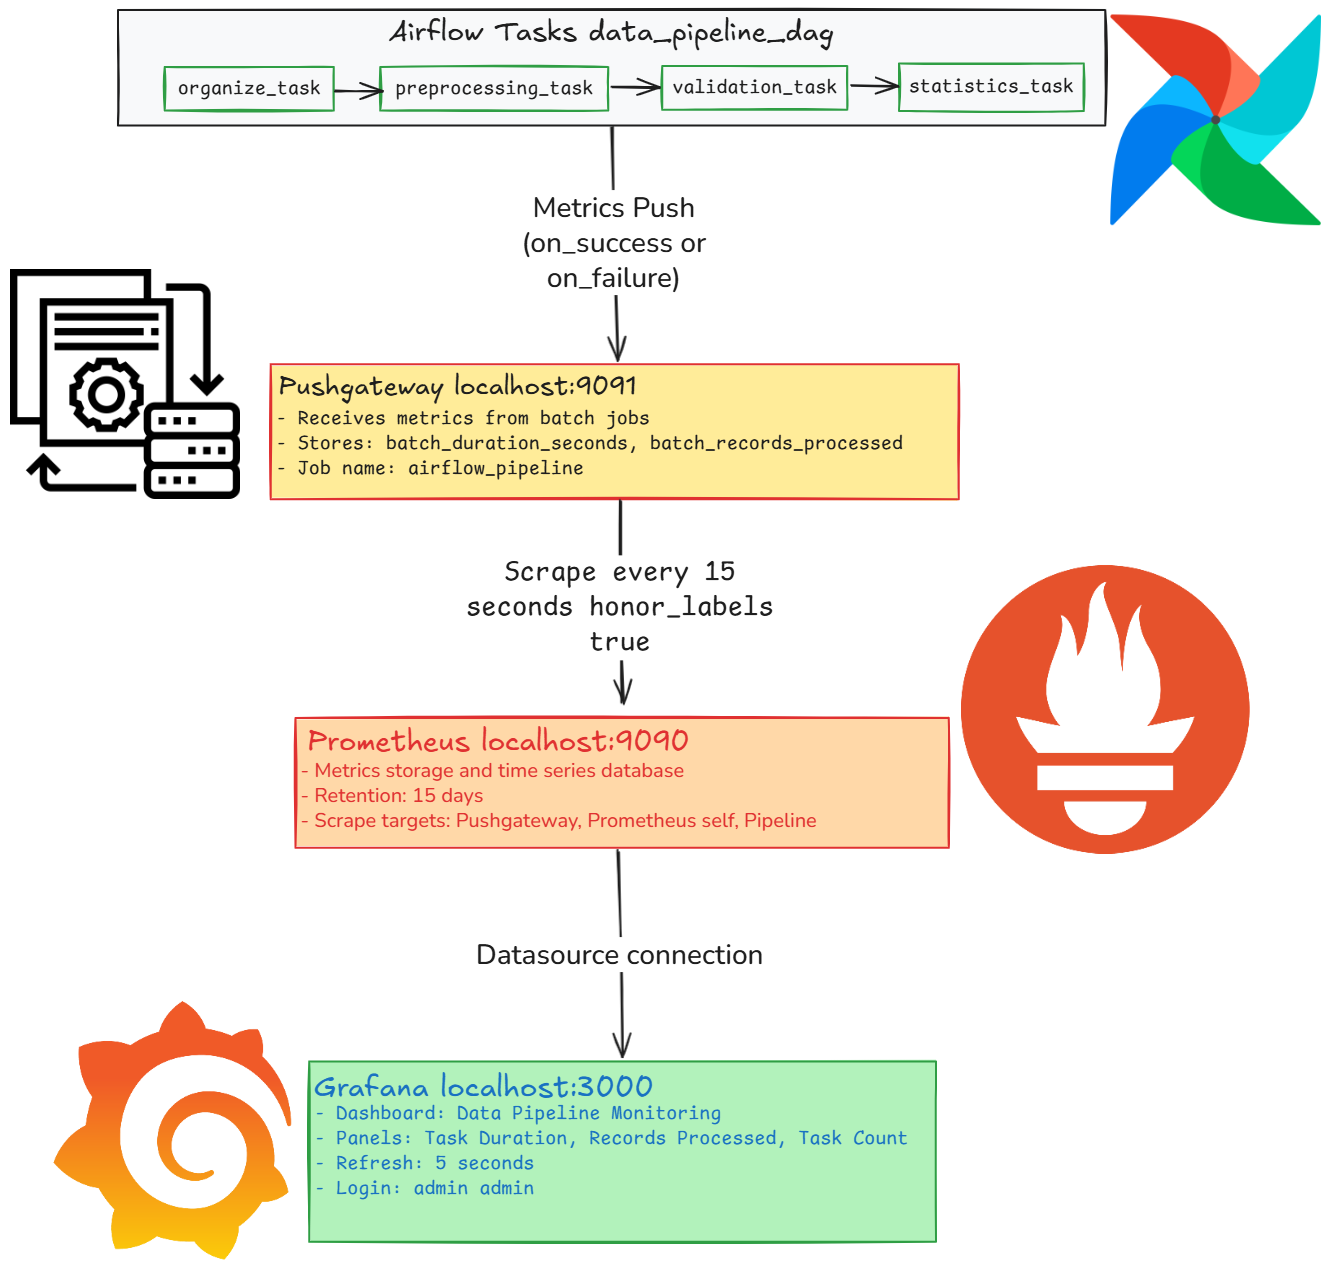 Airflow Tasks data_pipeline_dag
organize_task
preprocessing_task
validation_task
statistics_task
Metrics Push
(on_success or
on_failure)
Pushgateway localhost:9091
- Receives metrics from batch jobs
- Stores: batch_duration_seconds, batch_records_processed
- Job name: airflow_pipeline
Scrape every 15
seconds honor_labels
true
Prometheus localhost:9090
- Metrics storage and time series database
- Retention: 15 days
- Scrape targets: Pushgateway, Prometheus self, Pipeline
Datasource connection
Grafana localhost:3000
- Dashboard: Data Pipeline Monitoring
- Panels: Task Duration, Records Processed, Task Count
- Refresh: 5 seconds
- Login: admin admin